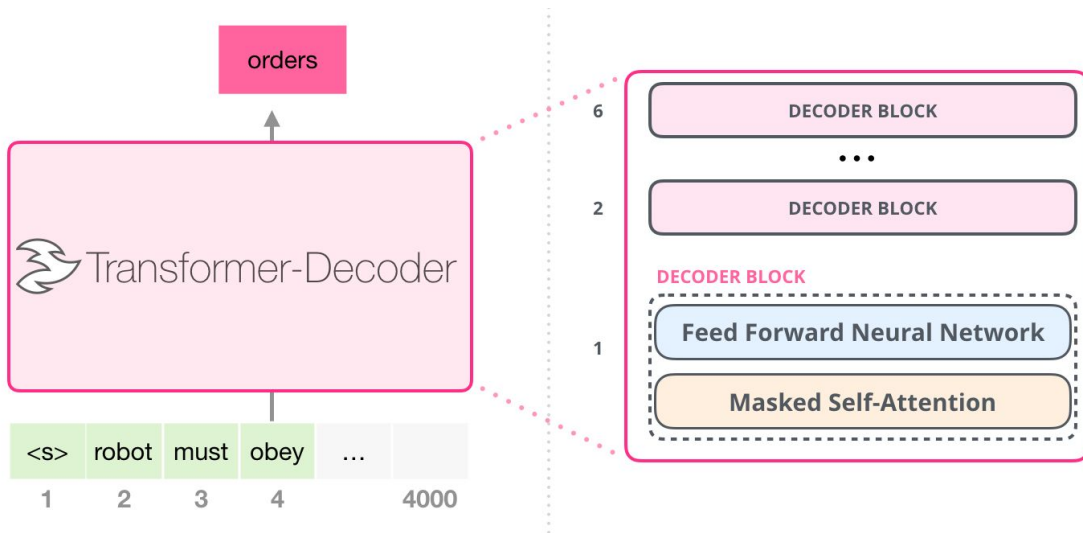 orders
Transformer-Decoder
<s> robot must obey ...
1 2 3 4 4000
6 DECODER BLOCK
...
2 DECODER BLOCK
DECODER BLOCK
Feed Forward Neural Network
1
Masked Self-Attention